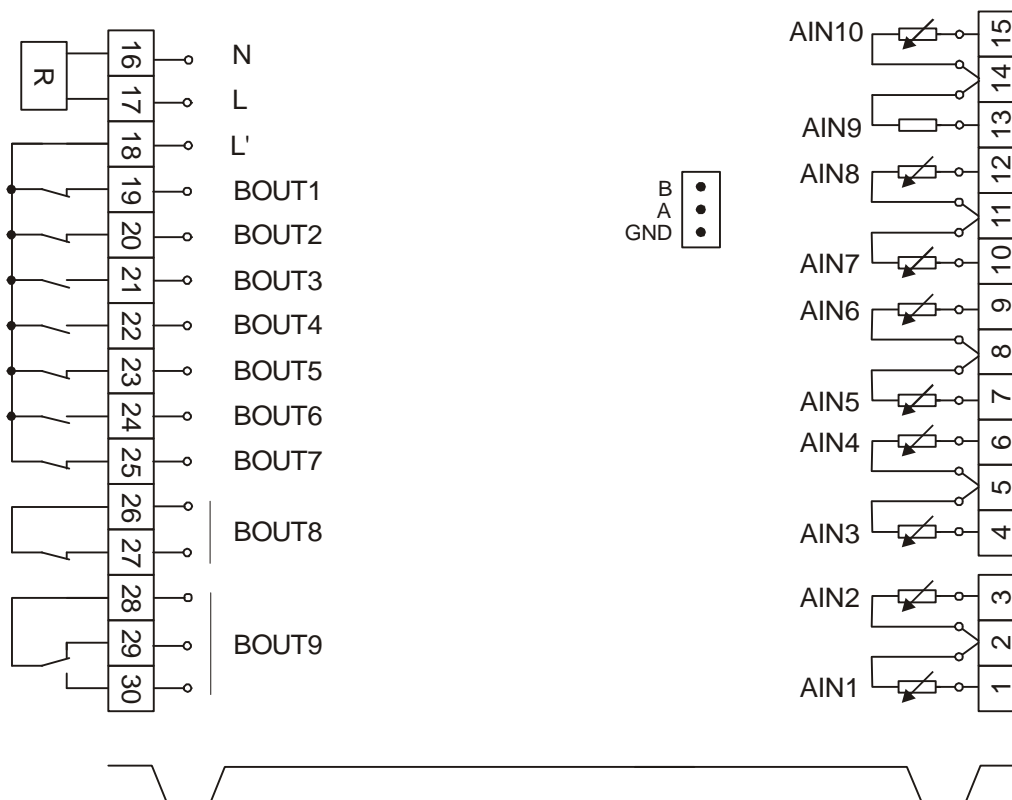 R
16 N
17 L
18 L'
19 BOUT1
20 BOUT2
21 BOUT3
22 BOUT4
23 BOUT5
24 BOUT6
25 BOUT7
26
BOUT8
27
28
29 BOUT9
30
B
A
GND
AIN10 15
14
AIN9 13
AIN8 12
11
AIN7 10
AIN6 9
8
AIN5 7
AIN4 6
5
AIN3 4
AIN2 3
2
AIN1 1